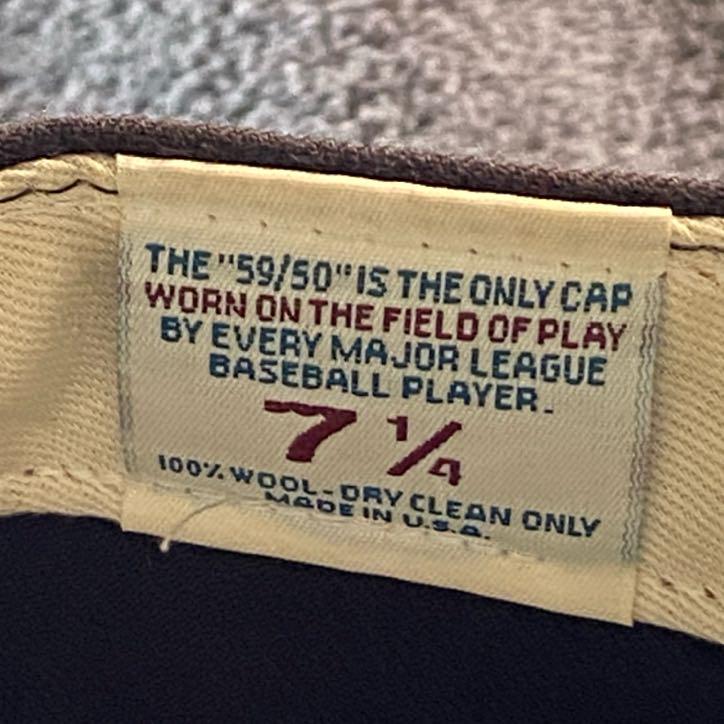 THE "59/50" IS THE ONLY CAP
WORN ON THE FIELD OF PLAY
BY EVERY MAJOR LEAGUE
BASEBALL PLAYER.
7 1/4
100% WOOL-DRY CLEAN ONLY
MADE IN U.S.A.